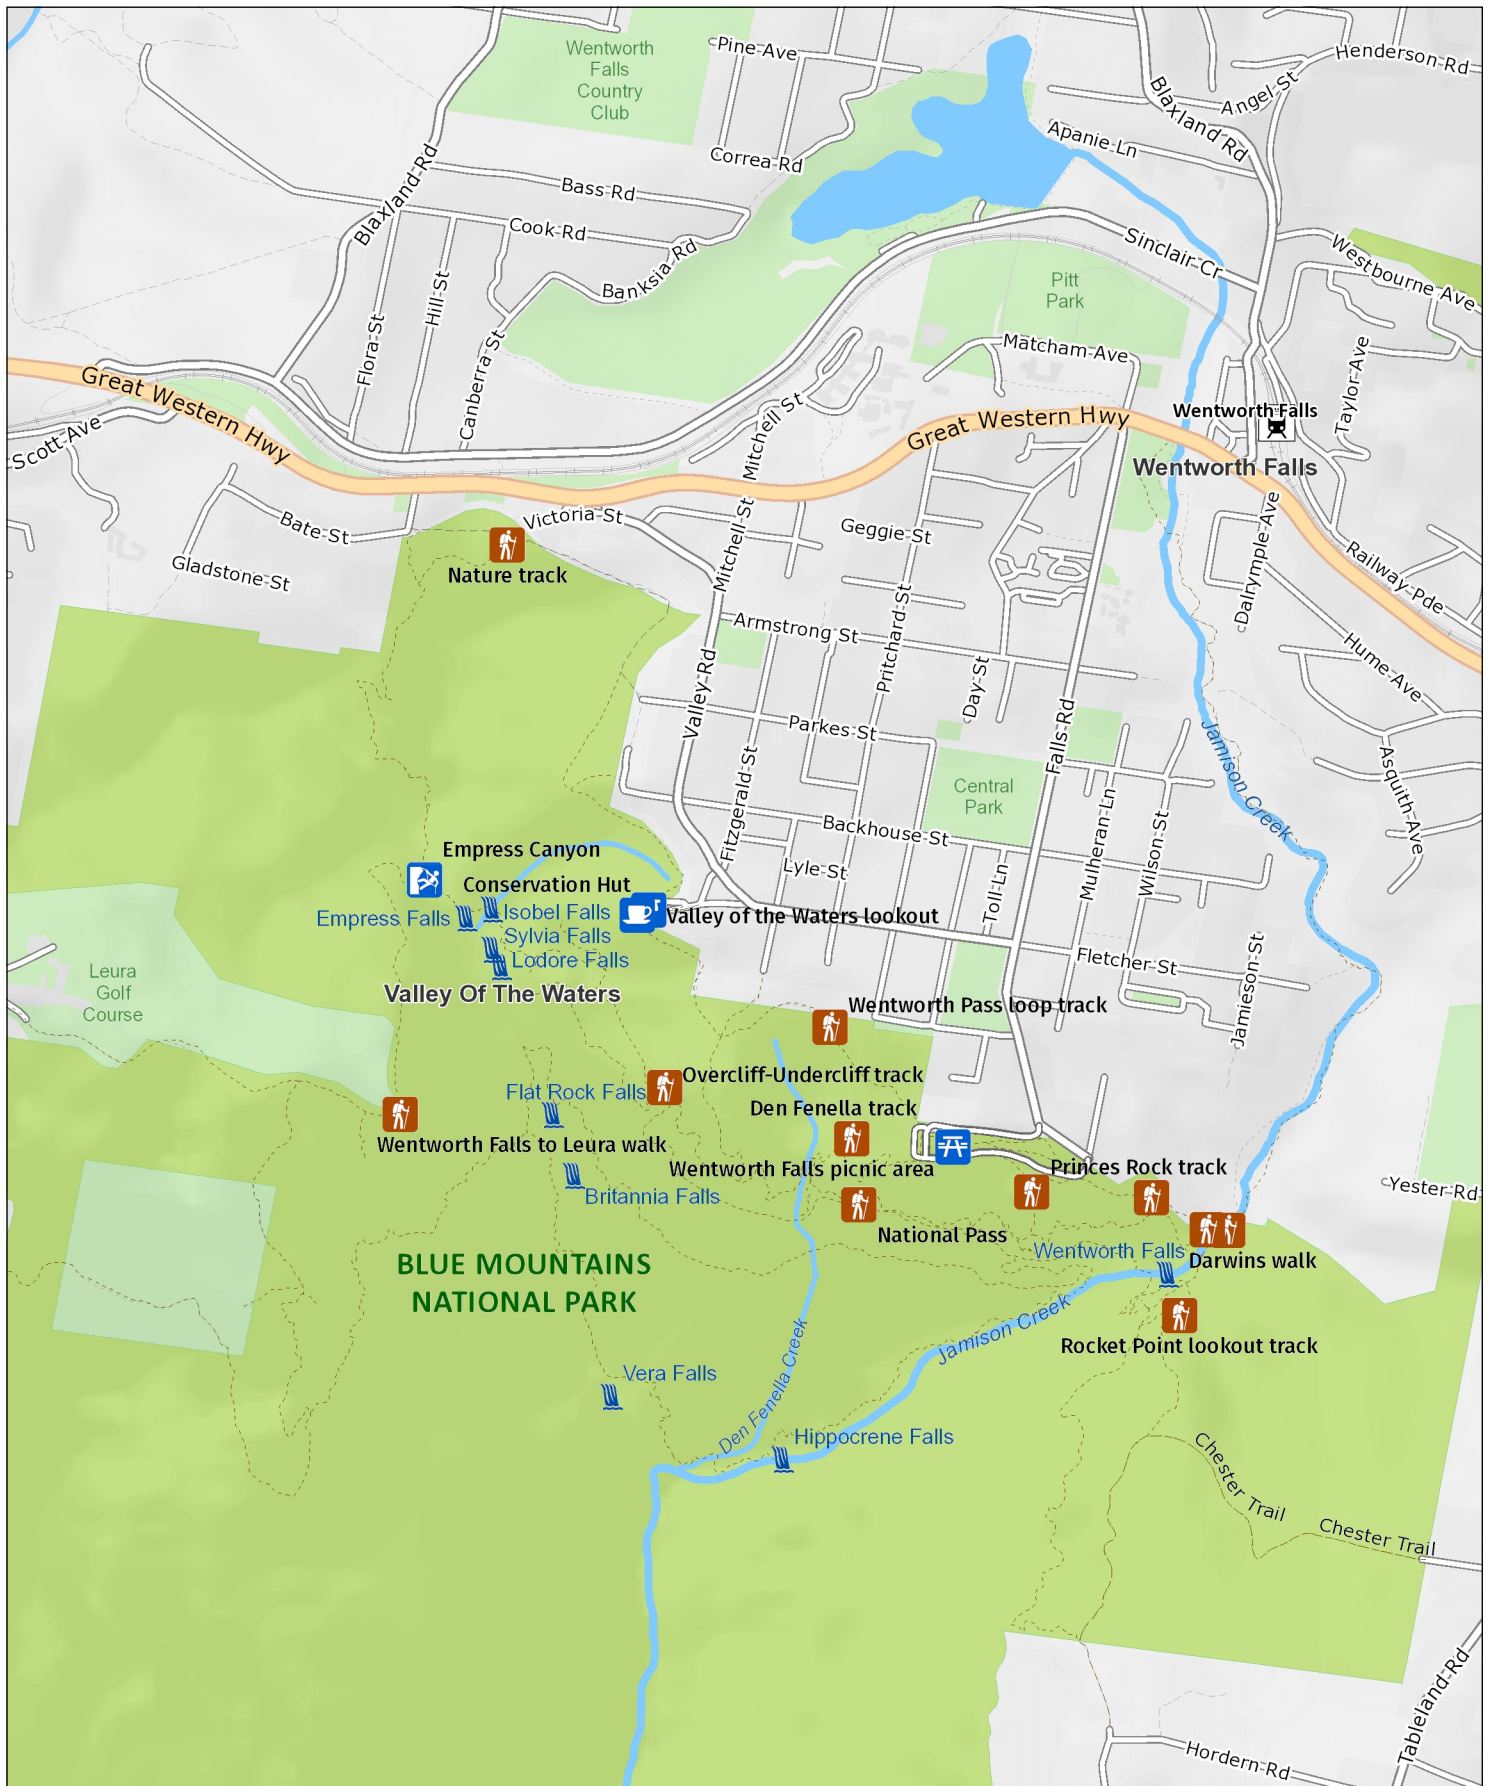 Wentworth
Falls
Country
Club
Pine Ave
Henderson Rd
Angel St
Blaxland Rd
Apanie Ln
Correa Rd
Blaxland Rd
Bass Rd
Cook Rd
Banksia Rd
Sinclair Cr
Westbourne Ave
Pitt
Park
Hill St
Flora St
Canberra St
Matcham Ave
Taylor Ave
Great Western Hwy
Scott Ave
Mitchell St
Great Western Hwy
Wentworth Falls
Wentworth Falls
Victoria St
Bate St
Gladstone St
Nature track
Mitchell St
Geggie St
Dalrymple Ave
Railway Pde
Armstrong St
Pritchard St
Hume Ave
Valley Rd
Day St
Parkes St
Falls Rd
Jamison Creek
Asquith Ave
Central
Park
Fitzgerald St
Backhouse St
Mulheran Ln
Wilson St
Lyle St
Toll Ln
Empress Canyon
Conservation Hut
Empress Falls
Isobel Falls
Valley of the Waters lookout
Sylvia Falls
Lodore Falls
Fletcher St
Jamieson St
Leura
Golf
Course
Valley Of The Waters
Wentworth Pass loop track
Overcliff-Undercliff track
Flat Rock Falls
Den Fenella track
Wentworth Falls to Leura walk
Wentworth Falls picnic area
Princes Rock track
Britannia Falls
Yester Rd
National Pass
Wentworth Falls
Darwins walk
BLUE MOUNTAINS
NATIONAL PARK
Jamison Creek
Rocket Point lookout track
Vera Falls
Den Fenella Creek
Hippocrene Falls
Chester Trail
Chester Trail
Tableland Rd
Hordern Rd